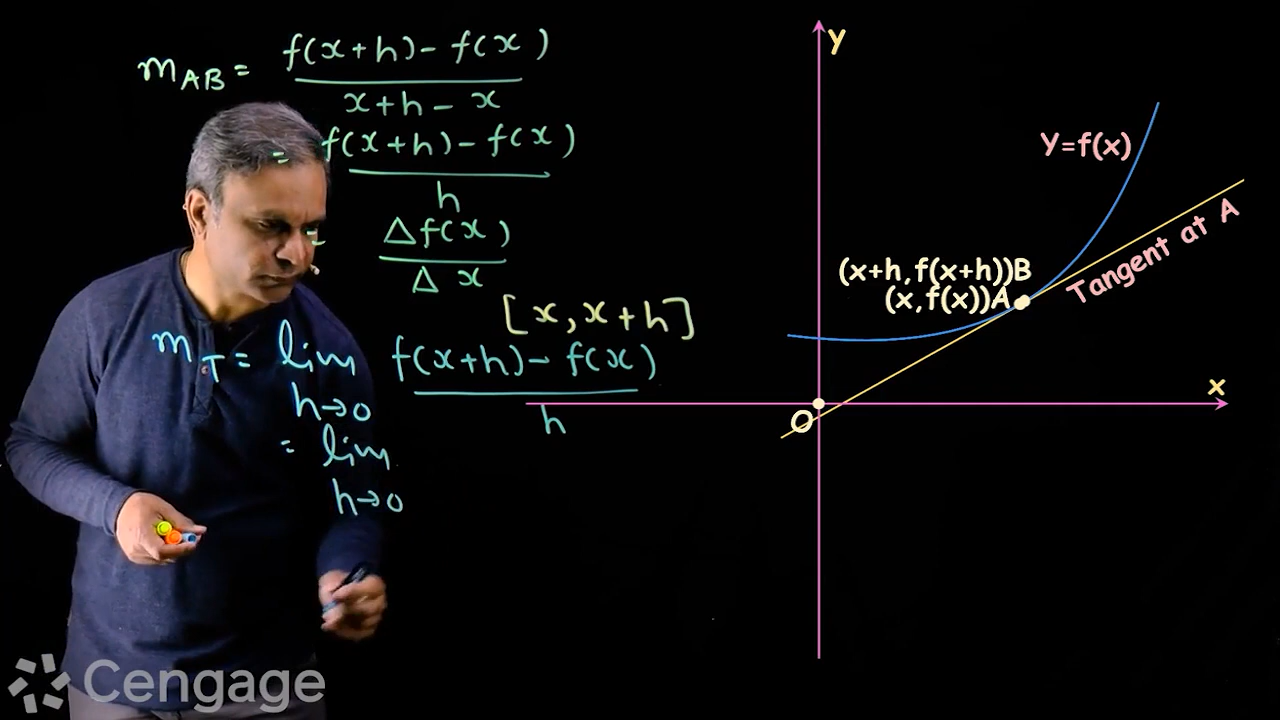 m_AB = (f(x+h) - f(x)) / (x+h - x)
= (f(x+h) - f(x)) / h
= Δf(x) / Δx
[x, x+h]
m_T = lim h→0 (f(x+h) - f(x)) / h
= lim h→0
y
Y=f(x)
Tangent at A
(x+h, f(x+h))B
(x, f(x))A
x
O
Cengage